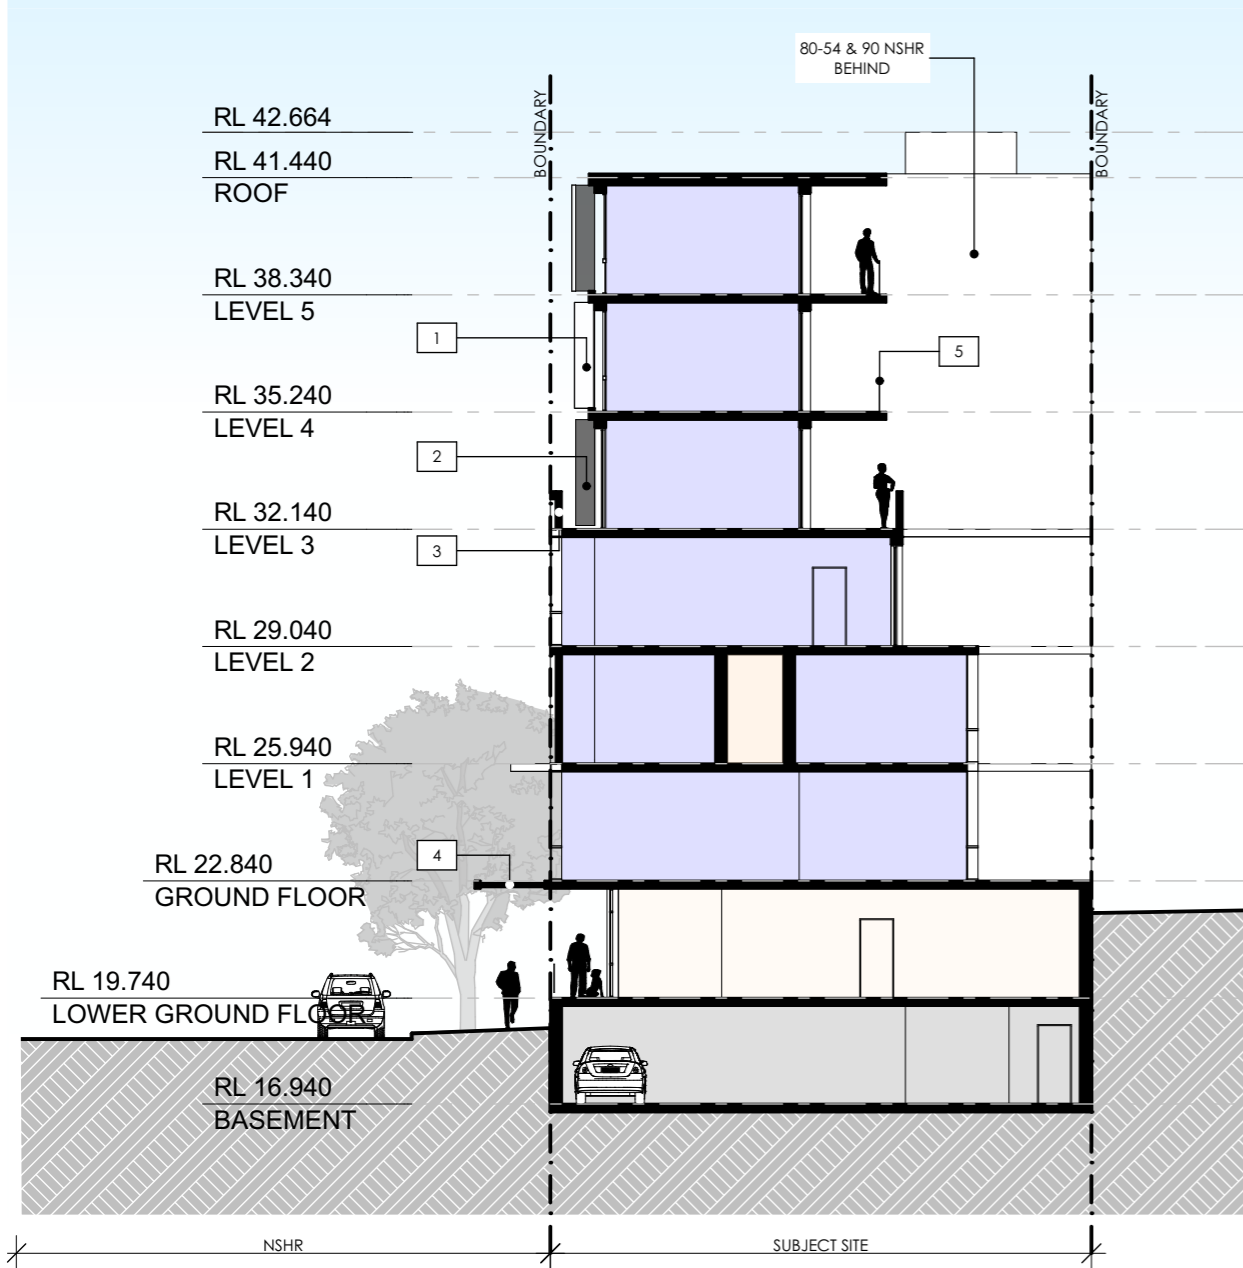 80-54 & 90 NSHR
BEHIND
BOUNDARY
BOUNDARY
RL 42.664
RL 41.440
ROOF
RL 38.340
LEVEL 5
1
5
RL 35.240
LEVEL 4
2
RL 32.140
LEVEL 3
3
RL 29.040
LEVEL 2
RL 25.940
LEVEL 1
4
RL 22.840
GROUND FLOOR
RL 19.740
LOWER GROUND FLOOR
RL 16.940
BASEMENT
NSHR
SUBJECT SITE